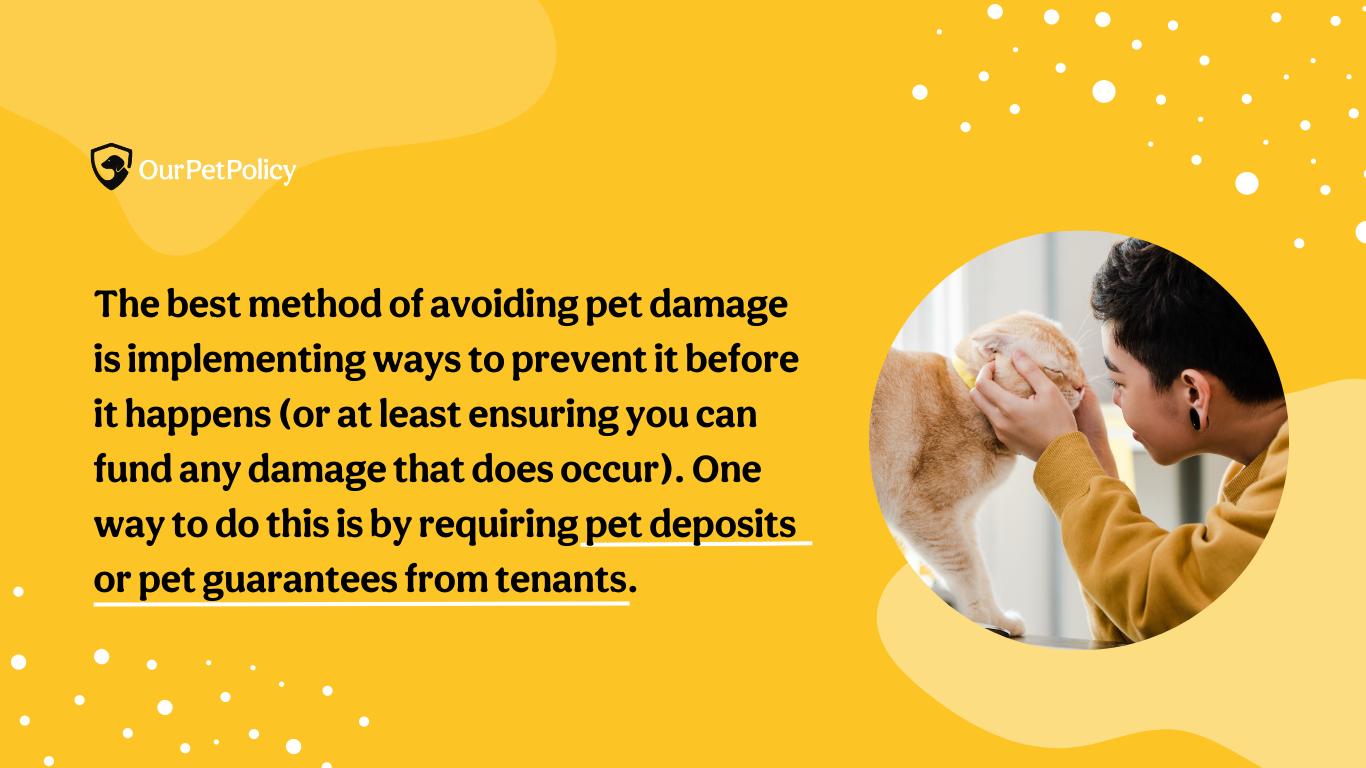 OurPetPolicy
The best method of avoiding pet damage
is implementing ways to prevent it before
it happens (or at least ensuring you can
fund any damage that does occur). One
way to do this is by requiring pet deposits
or pet guarantees from tenants.